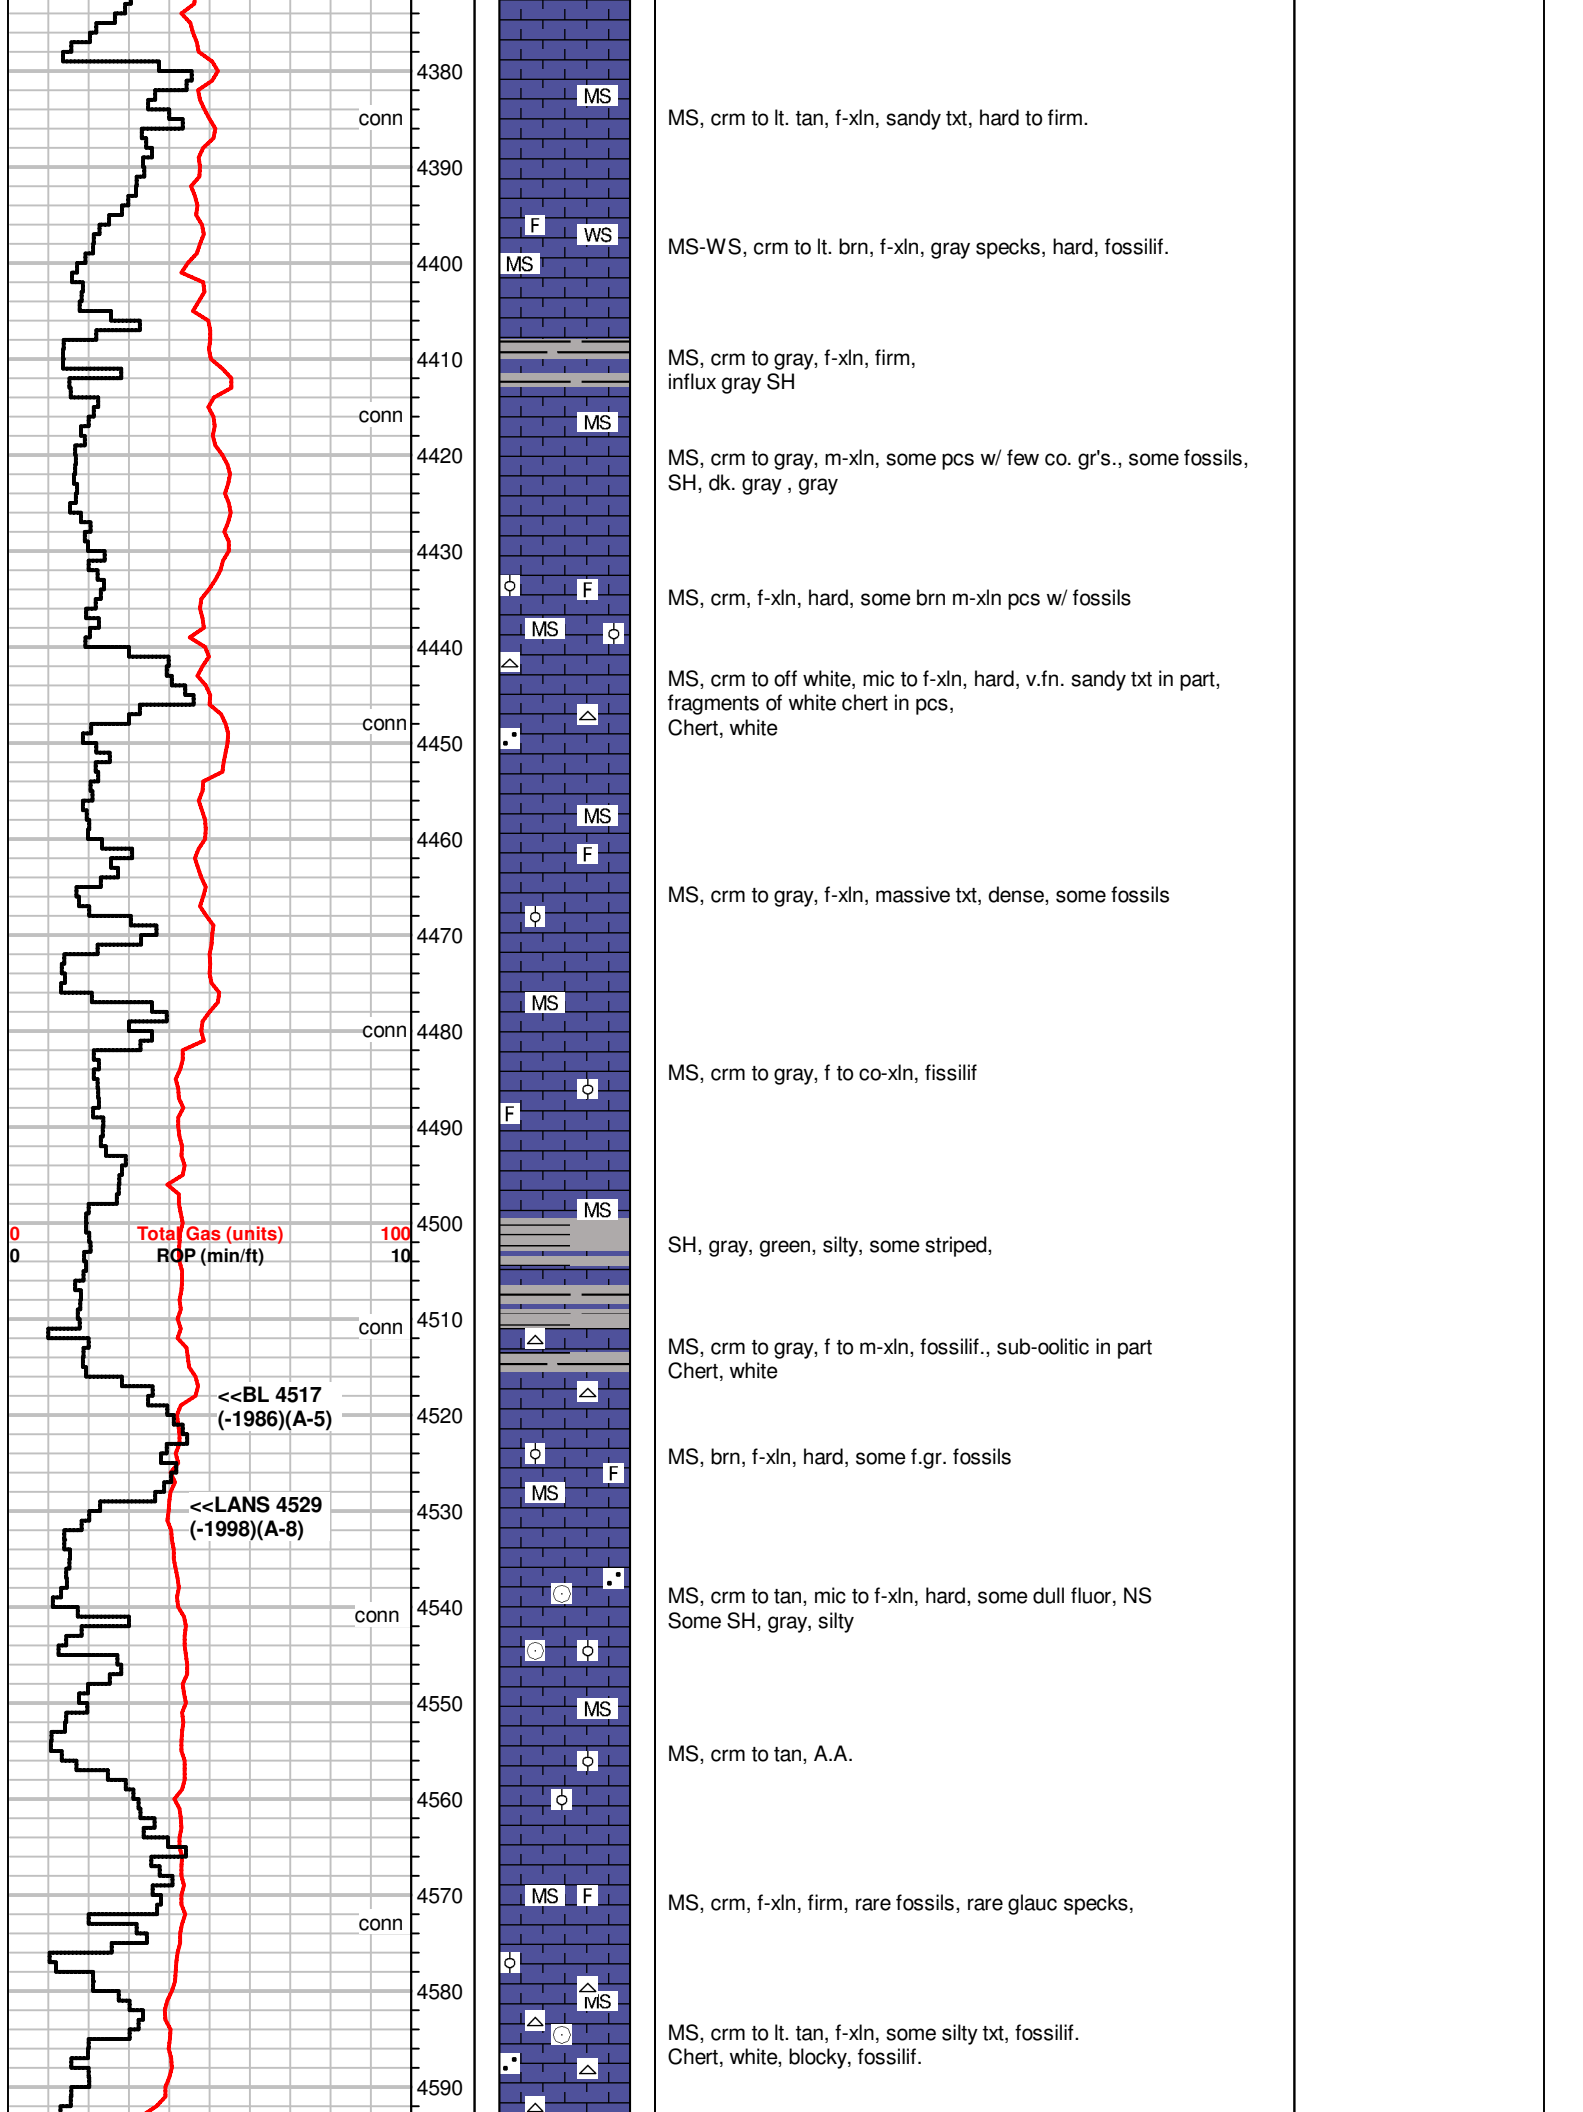 4380
MS
conn
MS, crm to lt. tan, f-xln, sandy txt, hard to firm.
4390
F
WS
MS-WS, crm to lt. brn, f-xln, gray specks, hard, fossilif.
4400
MS
4410
MS, crm to gray, f-xln, firm,
influx gray SH
conn
MS
4420
MS, crm to gray, m-xln, some pcs w/ few co. gr's., some fossils,
SH, dk. gray , gray
4430
F
MS, crm, f-xln, hard, some brn m-xln pcs w/ fossils
MS
4440
MS, crm to off white, mic to f-xln, hard, v.fn. sandy txt in part,
fragments of white chert in pcs,
Chert, white
conn
4450
MS
4460
F
MS, crm to gray, f-xln, massive txt, dense, some fossils
4470
MS
conn
4480
MS, crm to gray, f to co-xln, fissilif
F
4490
MS
4500
0 Total Gas (units) 100
0 ROP (min/ft) 10
SH, gray, green, silty, some striped,
4510
conn
MS, crm to gray, f to m-xln, fossilif., sub-oolitic in part
Chert, white
<<BL 4517
(-1986)(A-5)
4520
MS, brn, f-xln, hard, some f.gr. fossils
F
MS
<<LANS 4529
(-1998)(A-8)
4530
MS, crm to tan, mic to f-xln, hard, some dull fluor, NS
Some SH, gray, silty
4540
conn
4550
MS
MS, crm to tan, A.A.
4560
4570
MS
F
MS, crm, f-xln, firm, rare fossils, rare glauc specks,
conn
4580
MS
MS, crm to lt. tan, f-xln, some silty txt, fossilif.
Chert, white, blocky, fossilif.
4590